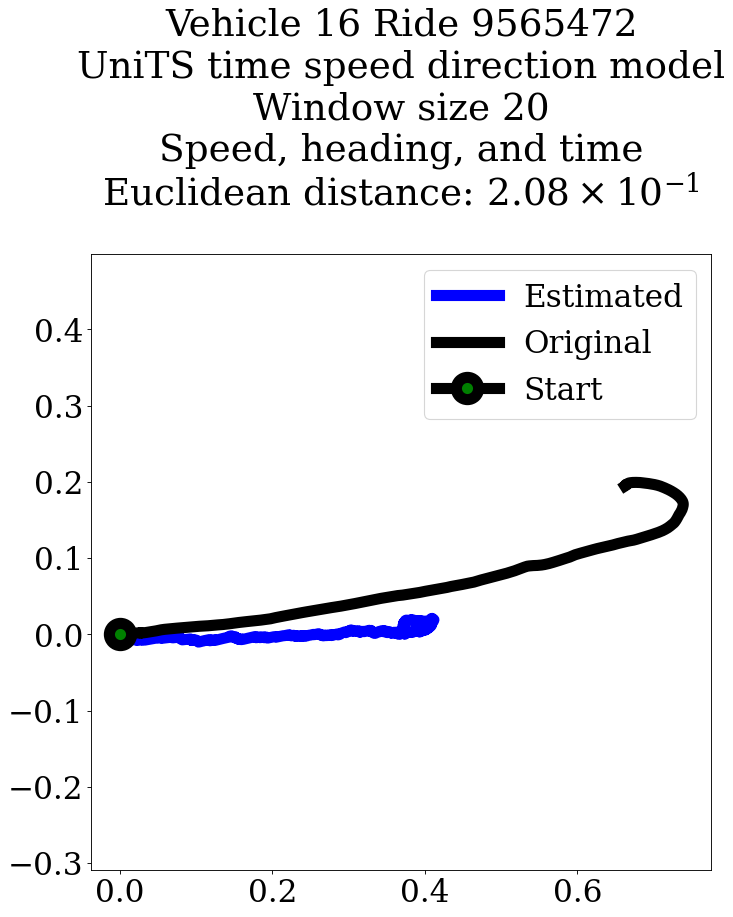 Vehicle 16 Ride 9565472
UniTS time speed direction model
Window size 20
Speed, heading, and time
Euclidean distance: 2.08 × 10⁻¹
Estimated
Original
Start
0.4
0.3
0.2
0.1
0.0
−0.1
−0.2
−0.3
0.0 0.2 0.4 0.6